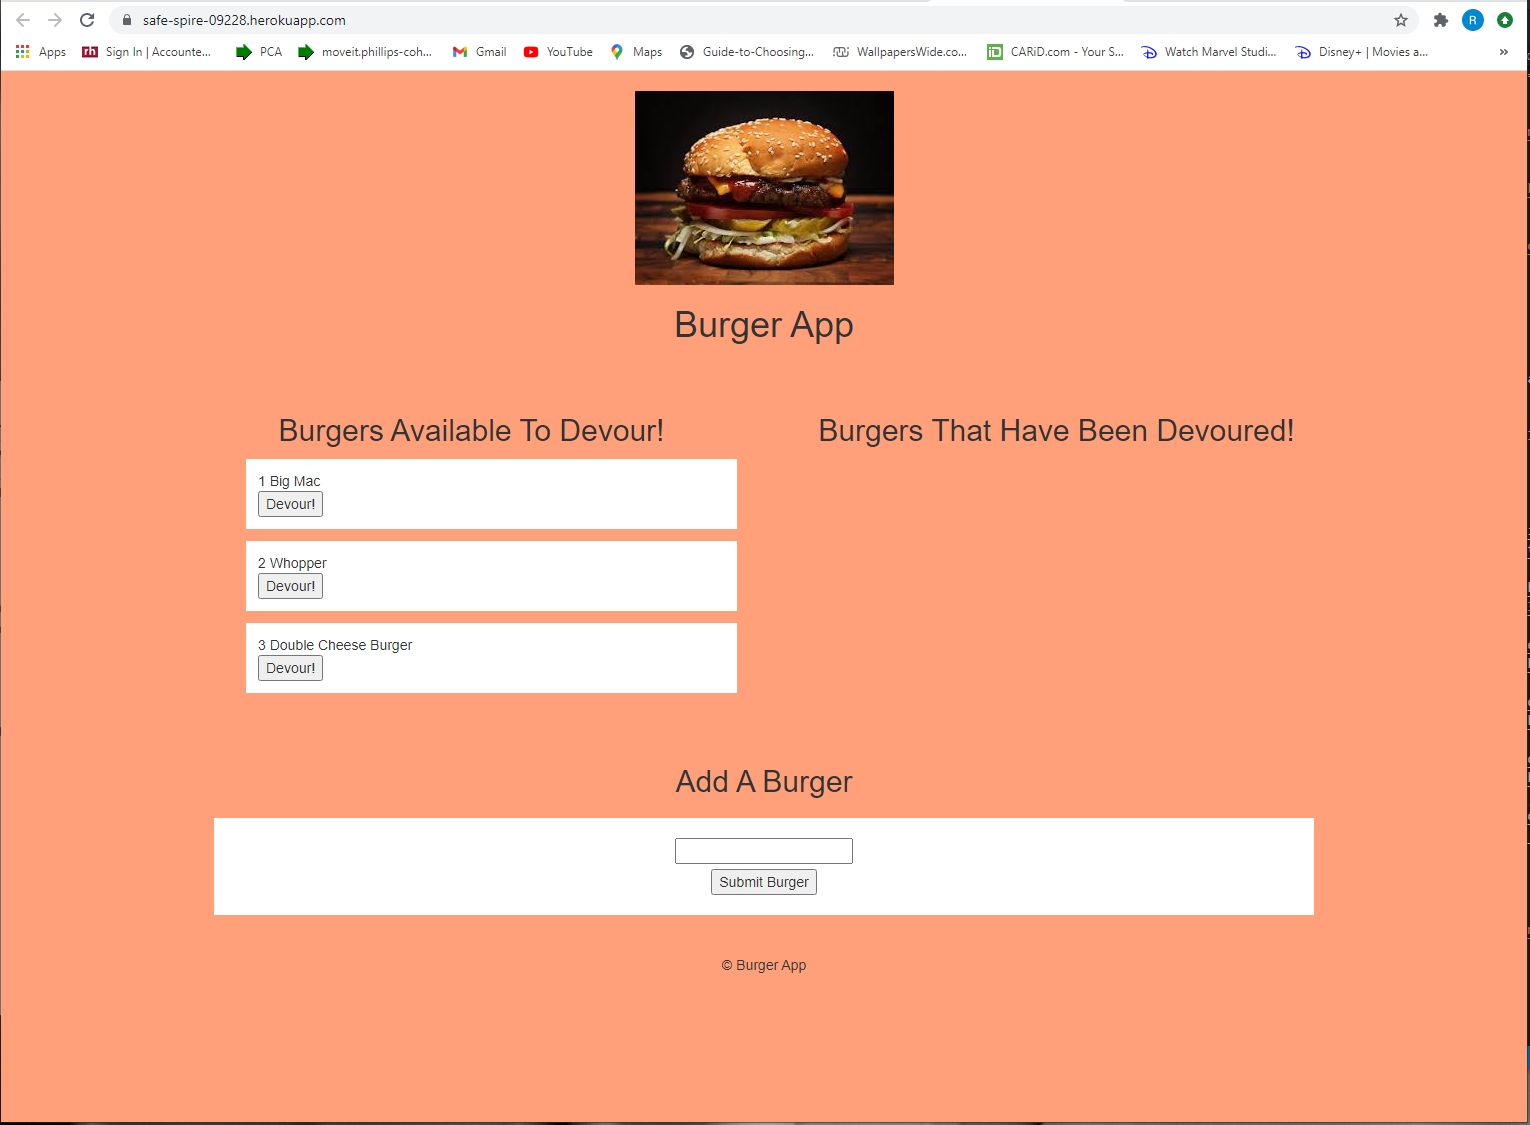 safe-spire-09228.herokuapp.com
R
Apps
rh Sign In | Accounte...
PCA
moveit.phillips-coh...
Gmail
YouTube
Maps
Guide-to-Choosing...
WallpapersWide.co...
iD CARiD.com - Your S...
Watch Marvel Studi...
Disney+ | Movies a...
»
Burger App
Burgers Available To Devour!
1 Big Mac
Devour!
2 Whopper
Devour!
3 Double Cheese Burger
Devour!
Burgers That Have Been Devoured!
Add A Burger
Submit Burger
© Burger App